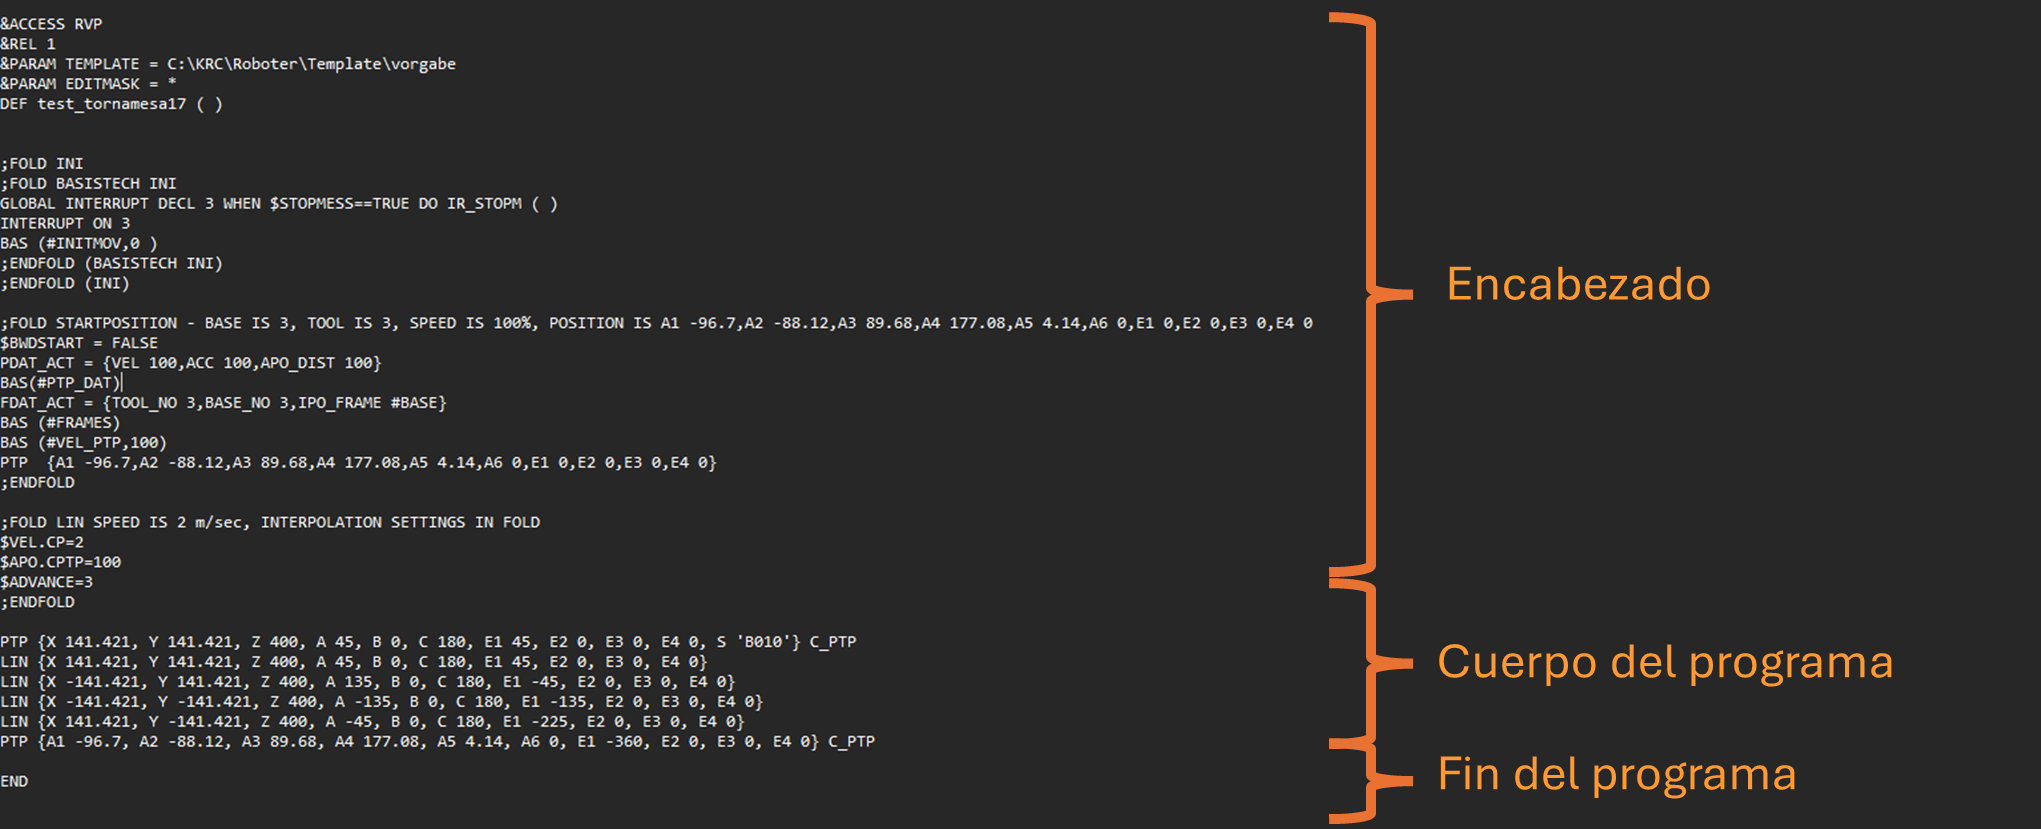 &ACCESS RVP
&REL 1
&PARAM TEMPLATE = C:\KRC\Roboter\Template\vorgabe
&PARAM EDITMASK = *
DEF test_tornamesa17 ( )
;FOLD INI
;FOLD BASISTECH INI
GLOBAL INTERRUPT DECL 3 WHEN $STOPMESS==TRUE DO IR_STOPM ( )
INTERRUPT ON 3
BAS (#INITMOV,0 )
;ENDFOLD (BASISTECH INI)
;ENDFOLD (INI)
;FOLD STARTPOSITION - BASE IS 3, TOOL IS 3, SPEED IS 100%, POSITION IS A1 -96.7,A2 -88.12,A3 89.68,A4 177.08,A5 4.14,A6 0,E1 0,E2 0,E3 0,E4 0
$BWDSTART = FALSE
PDAT_ACT = {VEL 100,ACC 100,APO_DIST 100}
BAS(#PTP_DAT)
FDAT_ACT = {TOOL_NO 3,BASE_NO 3,IPO_FRAME #BASE}
BAS (#FRAMES)
BAS (#VEL_PTP,100)
PTP  {A1 -96.7,A2 -88.12,A3 89.68,A4 177.08,A5 4.14,A6 0,E1 0,E2 0,E3 0,E4 0}
;ENDFOLD
;FOLD LIN SPEED IS 2 m/sec, INTERPOLATION SETTINGS IN FOLD
$VEL.CP=2
$APO.CPTP=100
$ADVANCE=3
;ENDFOLD
PTP {X 141.421, Y 141.421, Z 400, A 45, B 0, C 180, E1 45, E2 0, E3 0, E4 0, S 'B010'} C_PTP
LIN {X 141.421, Y 141.421, Z 400, A 45, B 0, C 180, E1 45, E2 0, E3 0, E4 0}
LIN {X -141.421, Y 141.421, Z 400, A 135, B 0, C 180, E1 -45, E2 0, E3 0, E4 0}
LIN {X -141.421, Y -141.421, Z 400, A -135, B 0, C 180, E1 -135, E2 0, E3 0, E4 0}
LIN {X 141.421, Y -141.421, Z 400, A -45, B 0, C 180, E1 -225, E2 0, E3 0, E4 0}
PTP {A1 -96.7, A2 -88.12, A3 89.68, A4 177.08, A5 4.14, A6 0, E1 -360, E2 0, E3 0, E4 0} C_PTP
END
Encabezado
Cuerpo del programa
Fin del programa